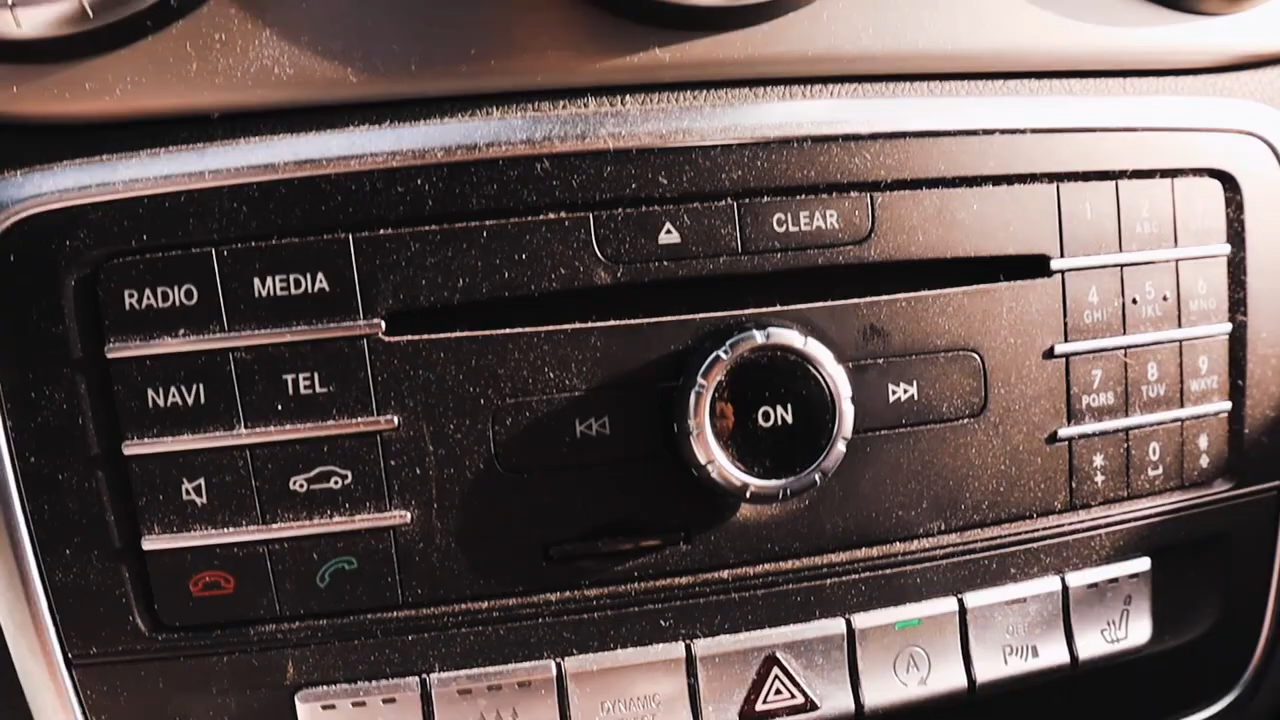 CLEAR
1
2
ABC
RADIO
MEDIA
4
GHI
5
JKL
6
MNO
NAVI
TEL
ON
7
PQRS
8
TUV
9
WXYZ
*
+
0
#
OFF
A
P
DYNAMIC